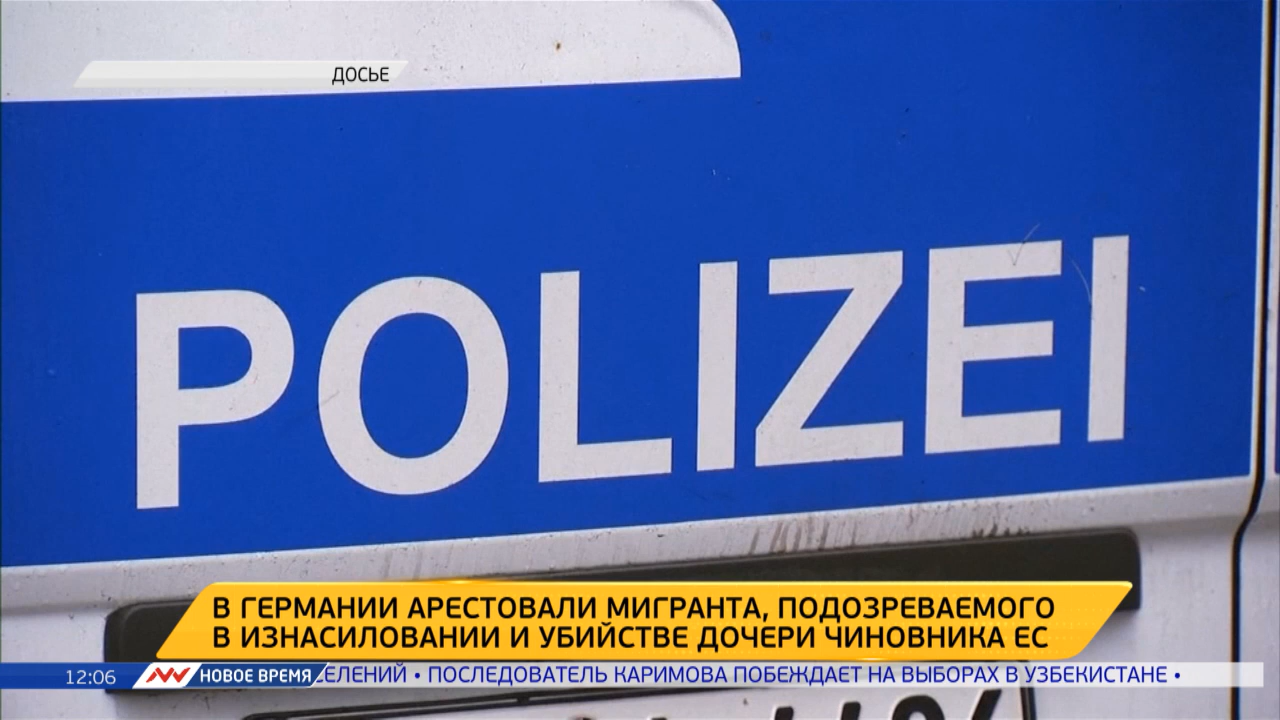 ДОСЬЕ
POLIZEI
В ГЕРМАНИИ АРЕСТОВАЛИ МИГРАНТА, ПОДОЗРЕВАЕМОГО
В ИЗНАСИЛОВАНИИ И УБИЙСТВЕ ДОЧЕРИ ЧИНОВНИКА ЕС
12:06 НОВОЕ ВРЕМЯ СЕЛЕНИЙ • ПОСЛЕДОВАТЕЛЬ КАРИМОВА ПОБЕЖДАЕТ НА ВЫБОРАХ В УЗБЕКИСТАНЕ •